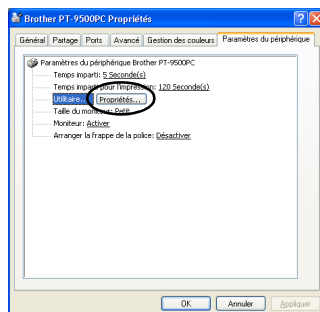 Brother PT-9500PC Propriétés
Général Partage Ports Avancé Gestion des couleurs Paramètres du périphérique
Paramètres du périphérique Brother PT-9500PC
Temps imparti: 5 Seconde(s)
Temps imparti pour l'impression: 120 Seconde(s)
Utilitaire... Propriétés...
Taille du moniteur: Petit
Moniteur: Activer
Arranger la frappe de la police: Désactiver
OK Annuler Appliquer